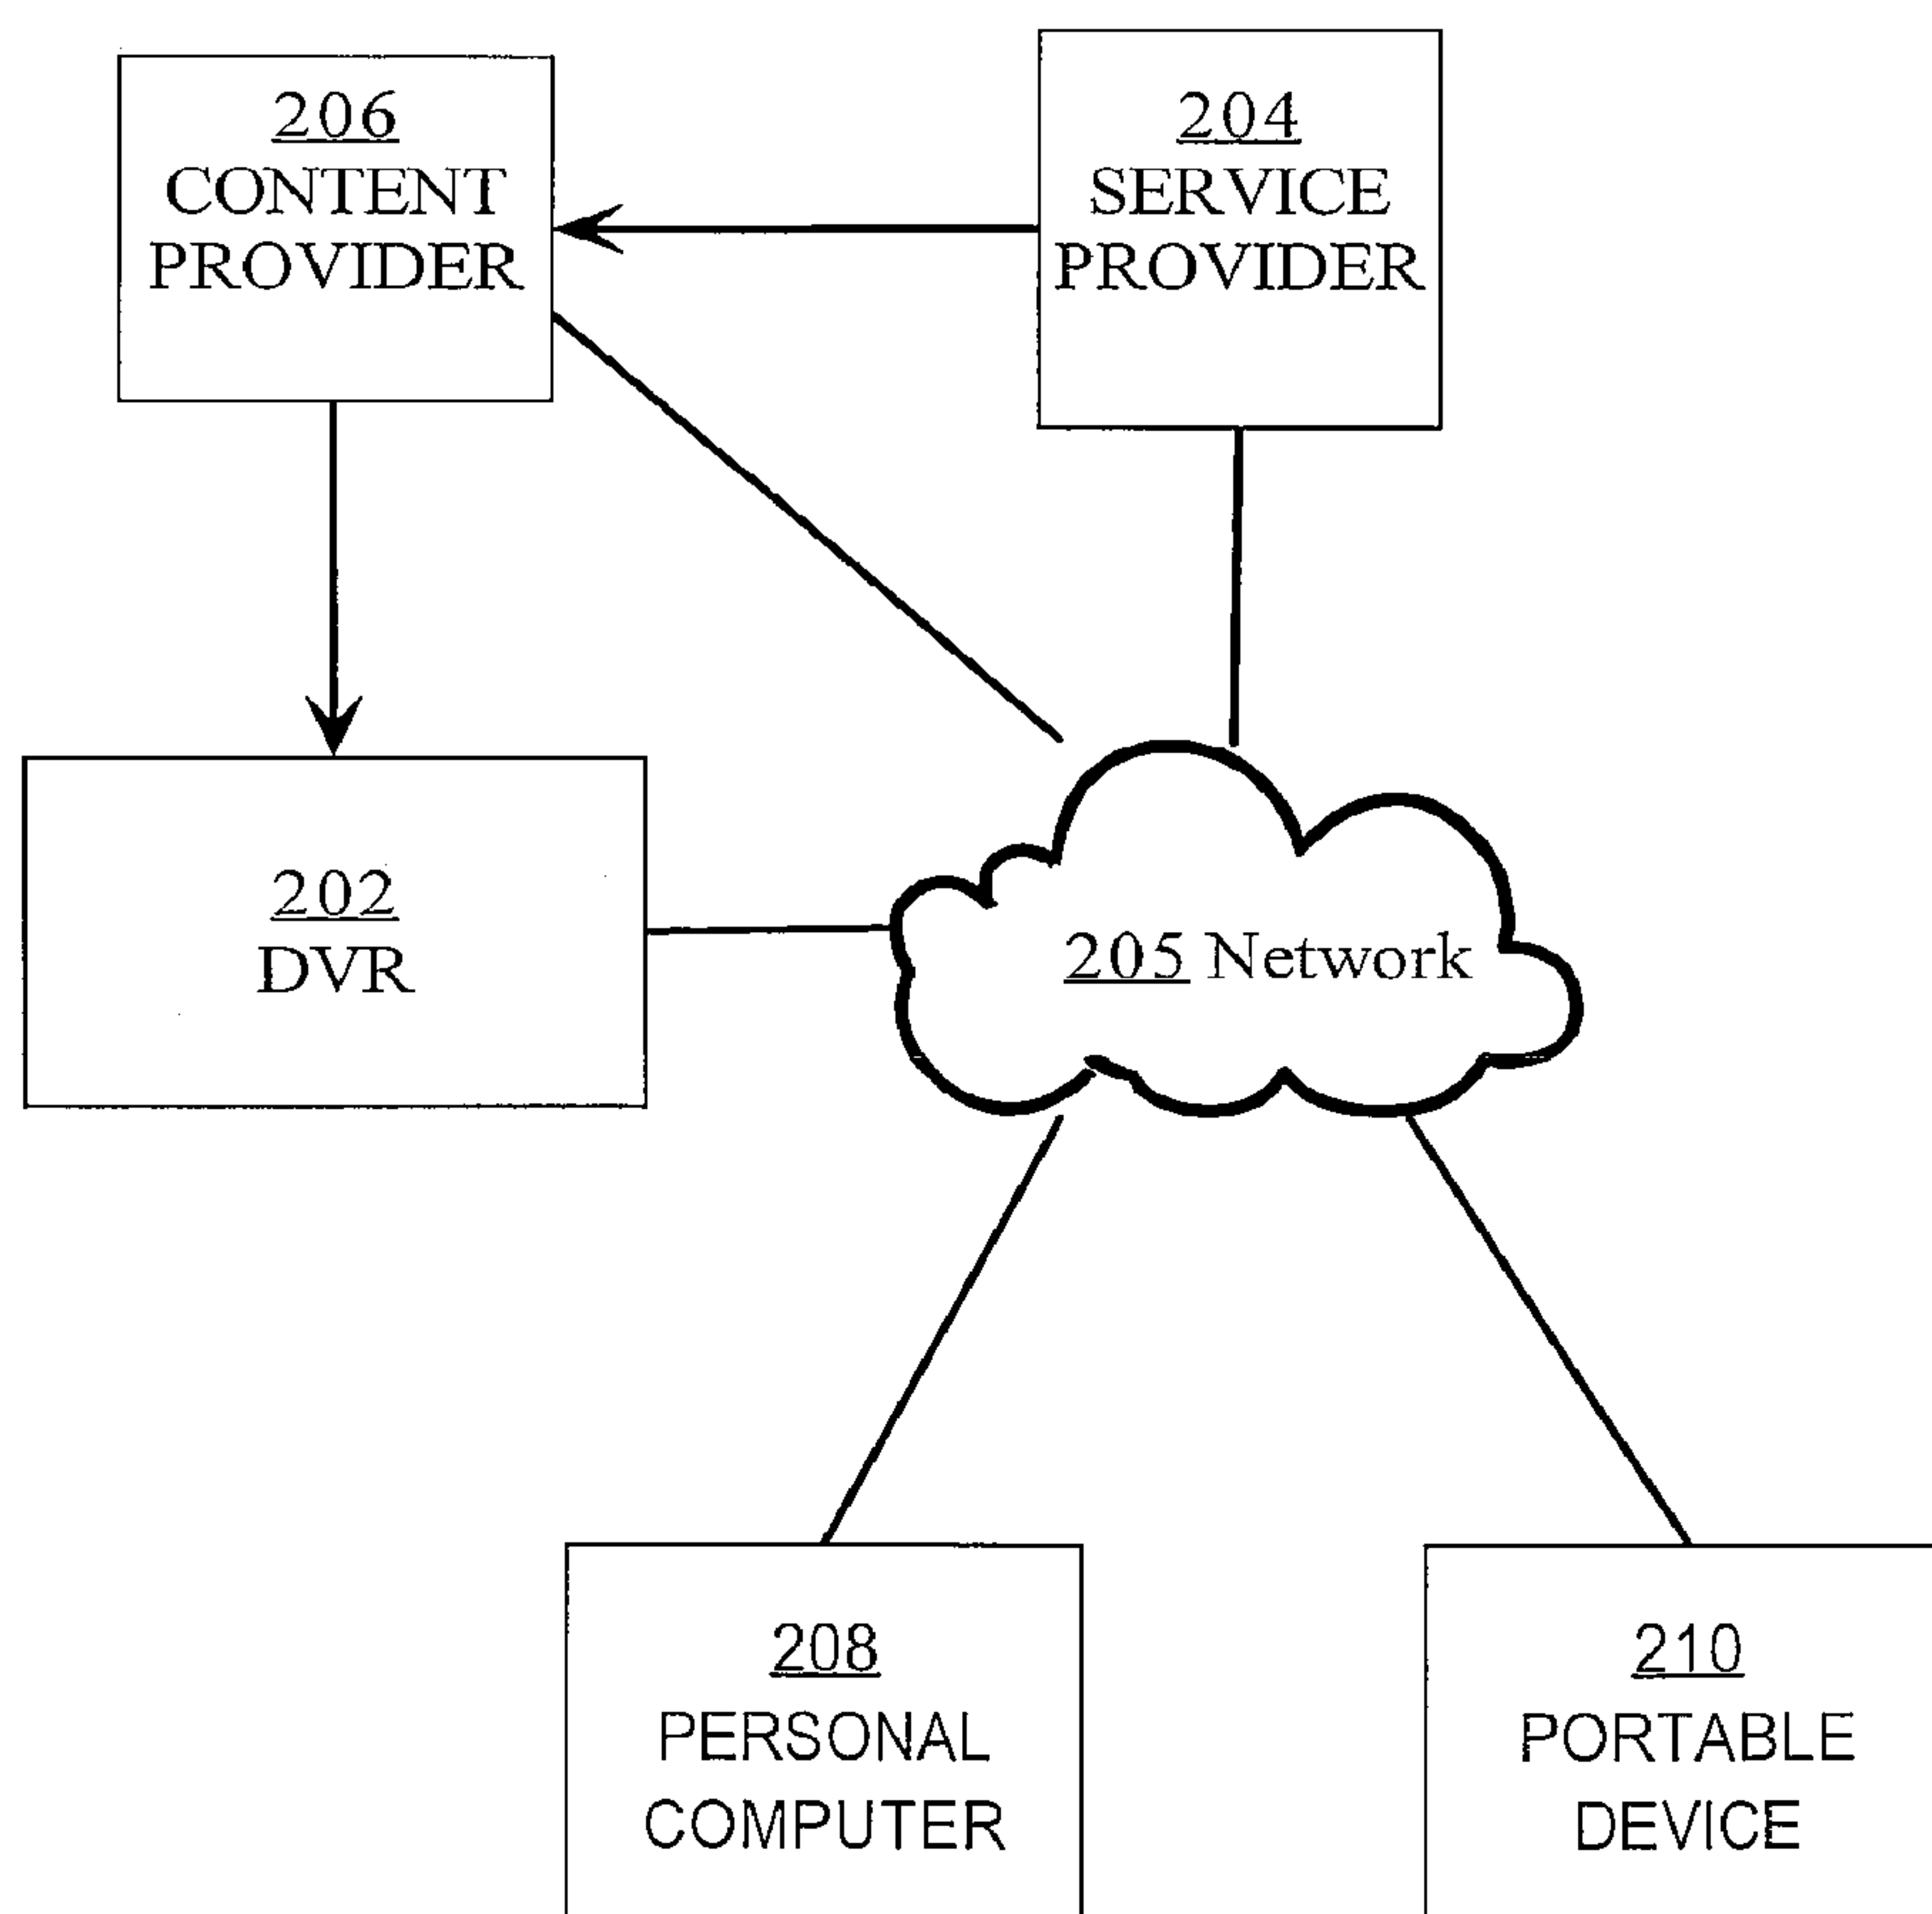 206
CONTENT
PROVIDER
204
SERVICE
PROVIDER
202
DVR
205 Network
208
PERSONAL
COMPUTER
210
PORTABLE
DEVICE